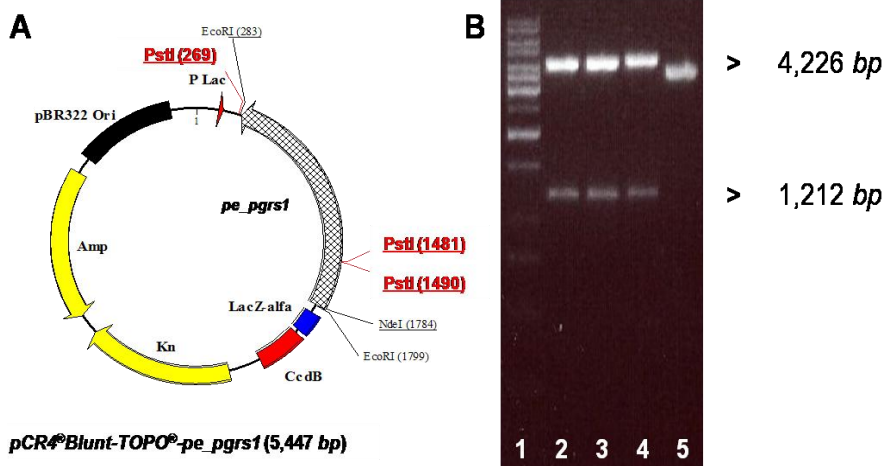 A
EcoRI (283)
PstI (269)
P Lac
pBR322 Ori
1
pe_pgrs1
Amp
PstI (1481)
PstI (1490)
LacZ-alfa
NdeI (1784)
EcoRI (1799)
Kn
CcdB
pCR4®Blunt-TOPO®-pe_pgrs1 (5,447 bp)
B
> 4,226 bp
> 1,212 bp
1 2 3 4 5